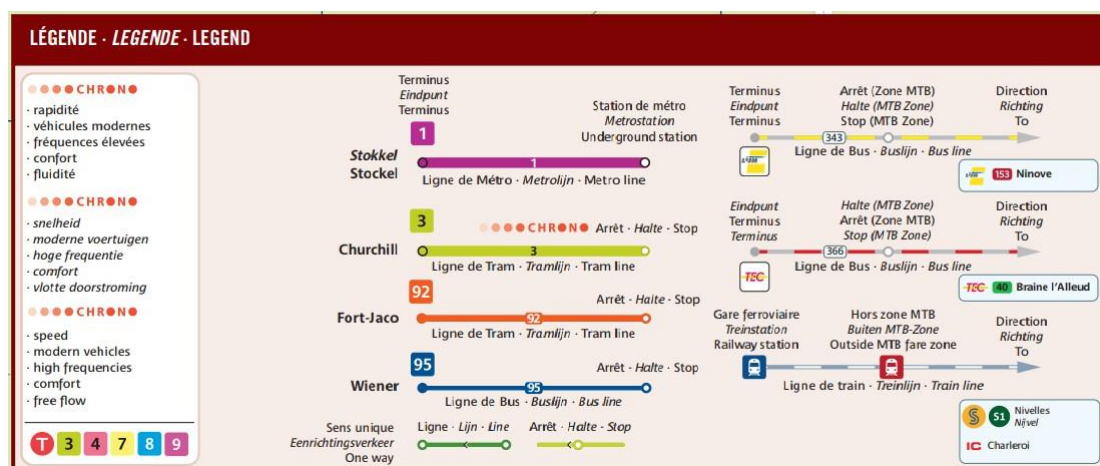 LÉGENDE · LEGENDE · LEGEND
CHRONO
· rapidité
· véhicules modernes
· fréquences élevées
· confort
· fluidité
CHRONO
· snelheid
· moderne voertuigen
· hoge frequentie
· comfort
· vlotte doorstroming
CHRONO
· speed
· modern vehicles
· high frequencies
· comfort
· free flow
T 3 4 7 8 9
Terminus
Eindpunt
Terminus
Station de métro
Metrostation
Underground station
1
Stokkel
Stockel
1
Ligne de Métro · Metrolijn · Metro line
3
CHRONO Arrêt · Halte · Stop
Churchill
3
Ligne de Tram · Tramlijn · Tram line
92
Arrêt · Halte · Stop
Fort-Jaco
92
Ligne de Tram · Tramlijn · Tram line
95
Arrêt · Halte · Stop
Wiener
95
Ligne de Bus · Buslijn · Bus line
Sens unique
Eenrichtingsverkeer
One way
Ligne · Lijn · Line
Arrêt · Halte · Stop
Terminus
Eindpunt
Terminus
Arrêt (Zone MTB)
Halte (MTB Zone)
Stop (MTB Zone)
Direction
Richting
To
343
Ligne de Bus · Buslijn · Bus line
153 Ninove
Eindpunt
Terminus
Terminus
Halte (MTB Zone)
Arrêt (Zone MTB)
Stop (MTB Zone)
Direction
Richting
To
366
Ligne de Bus · Buslijn · Bus line
TEC
TEC 40 Braine l'Alleud
Gare ferroviaire
Treinstation
Railway station
Hors zone MTB
Buiten MTB-Zone
Outside MTB fare zone
Direction
Richting
To
Ligne de train · Treinlijn · Train line
S S1 Nivelles
Nijvel
IC Charleroi